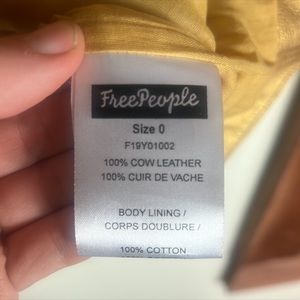 FreePeople
Size 0
F19Y01002
100% COW LEATHER
100% CUIR DE VACHE
BODY LINING /
CORPS DOUBLURE /
100% COTTON